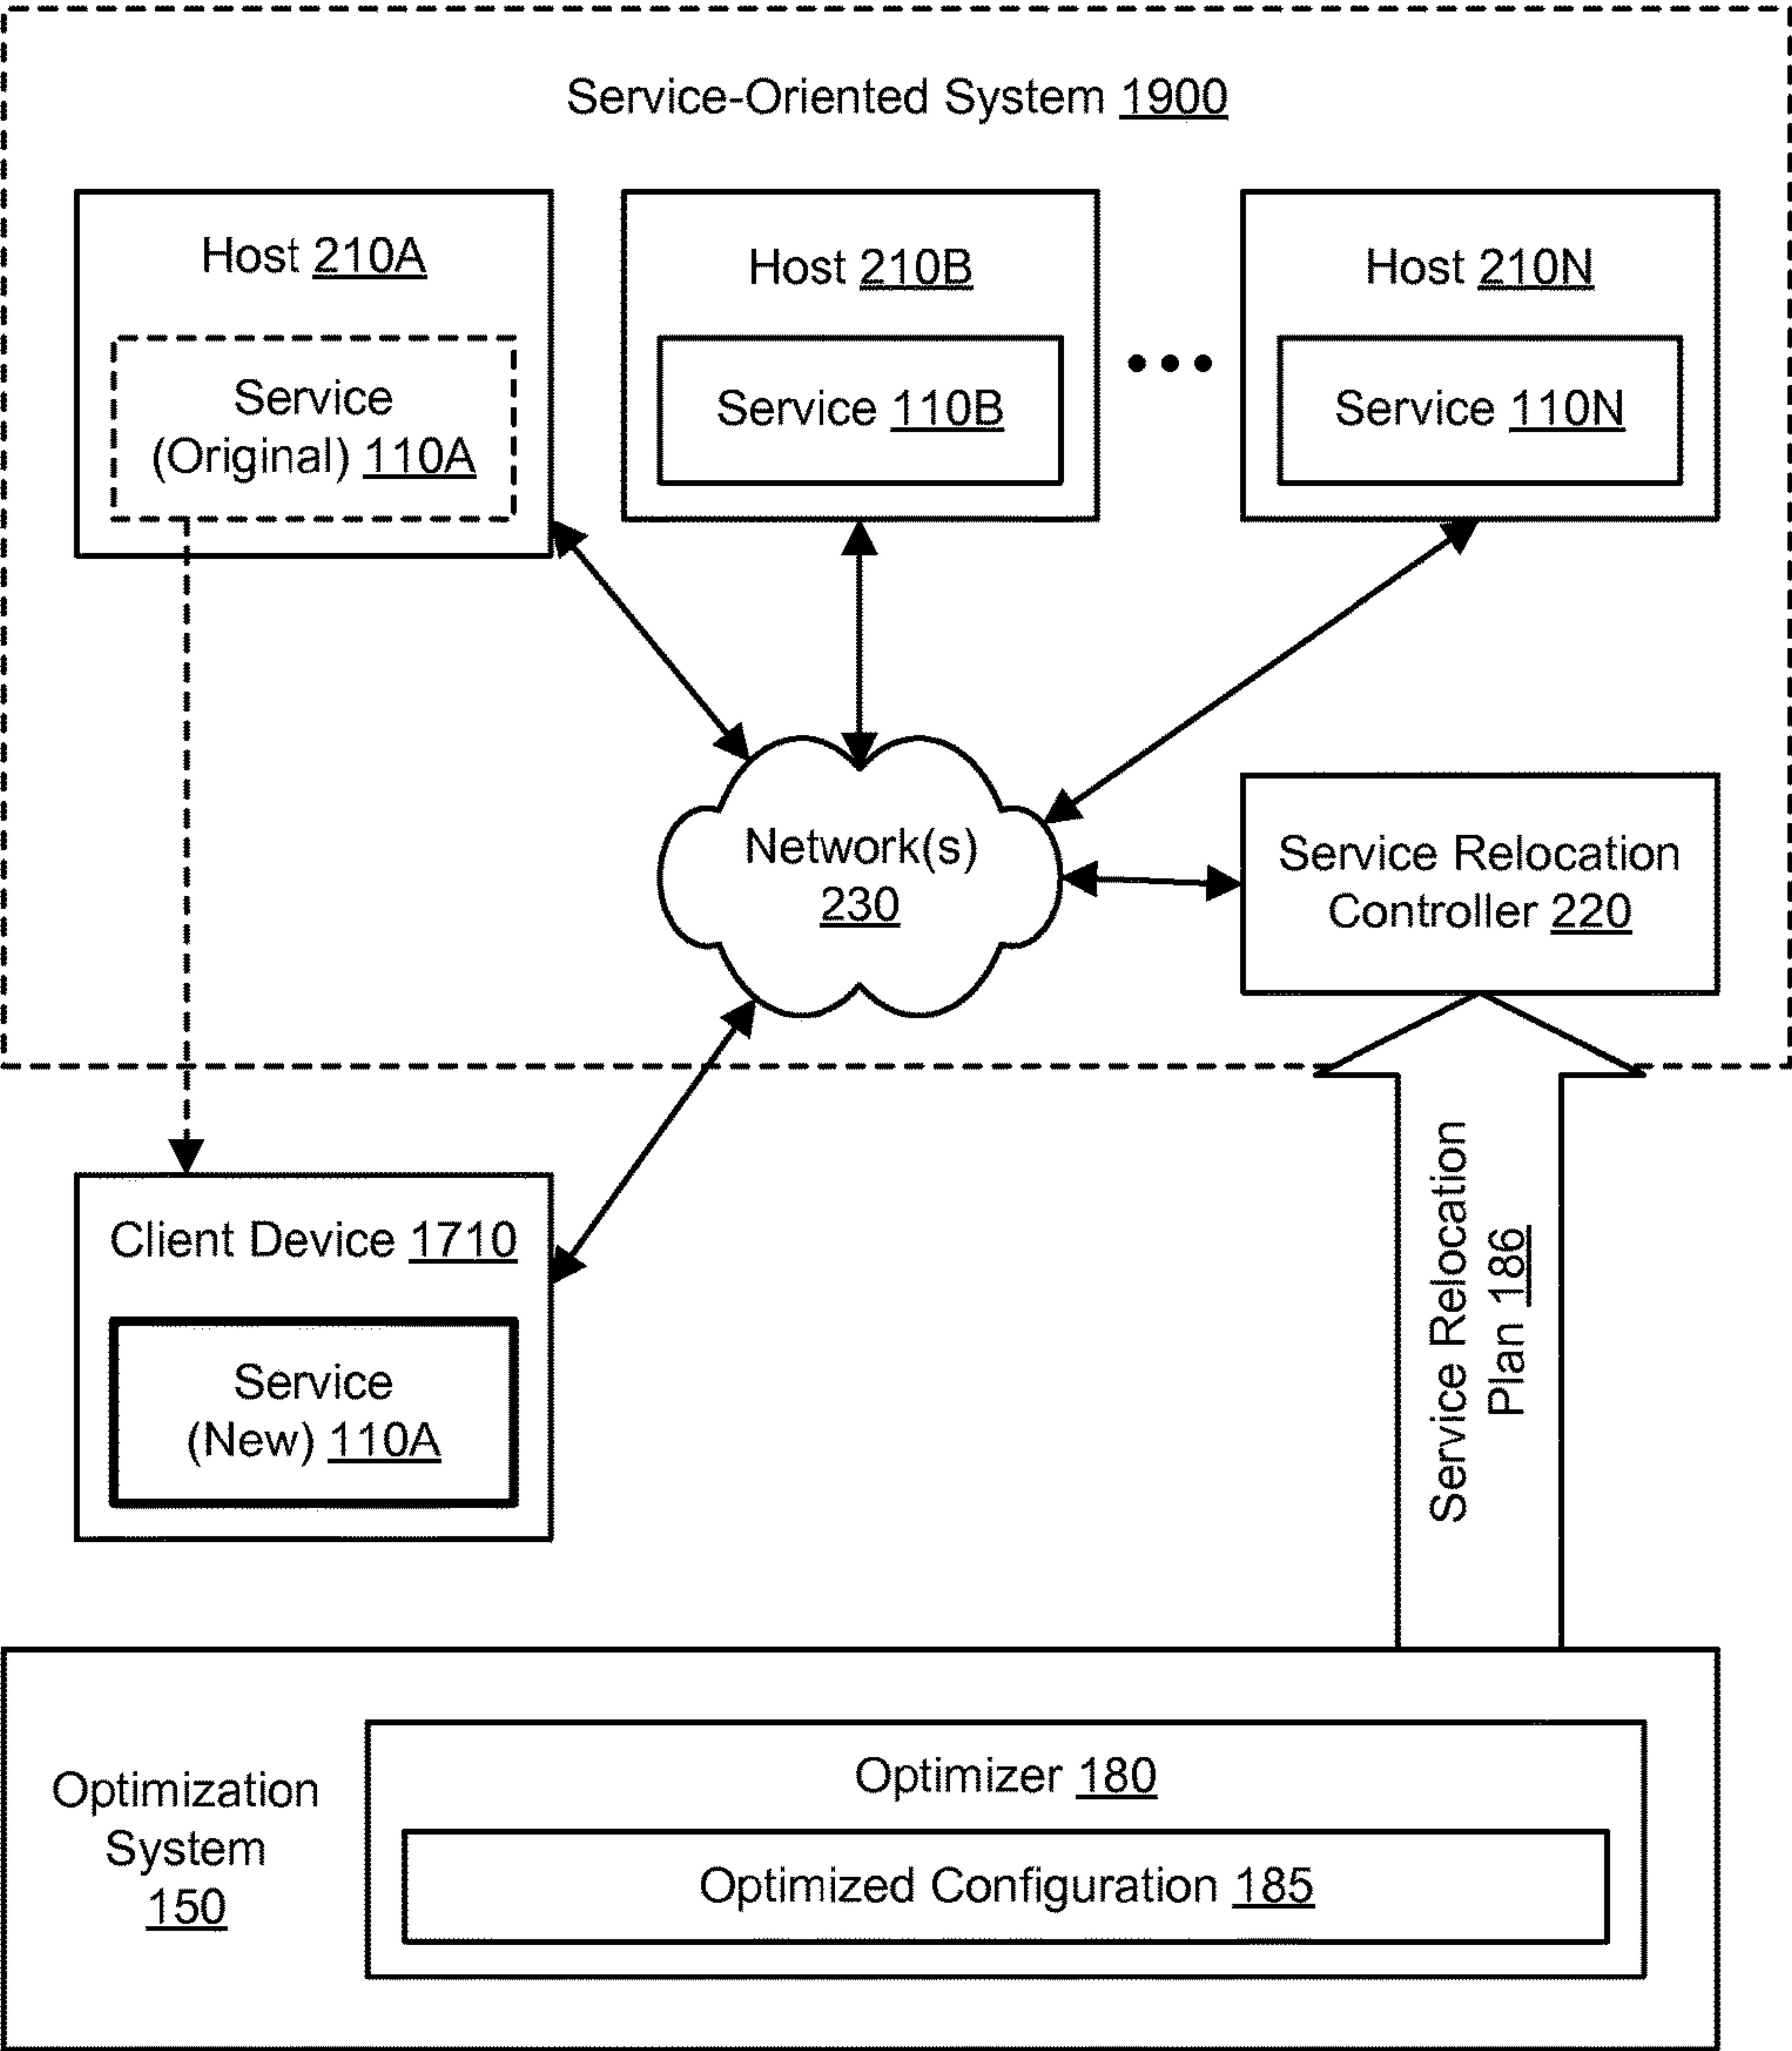 Service-Oriented System 1900
Host 210A
Service
(Original) 110A
Host 210B
Service 110B
Host 210N
Service 110N
Network(s)
230
Service Relocation
Controller 220
Client Device 1710
Service
(New) 110A
Service Relocation
Plan 186
Optimization
System
150
Optimizer 180
Optimized Configuration 185